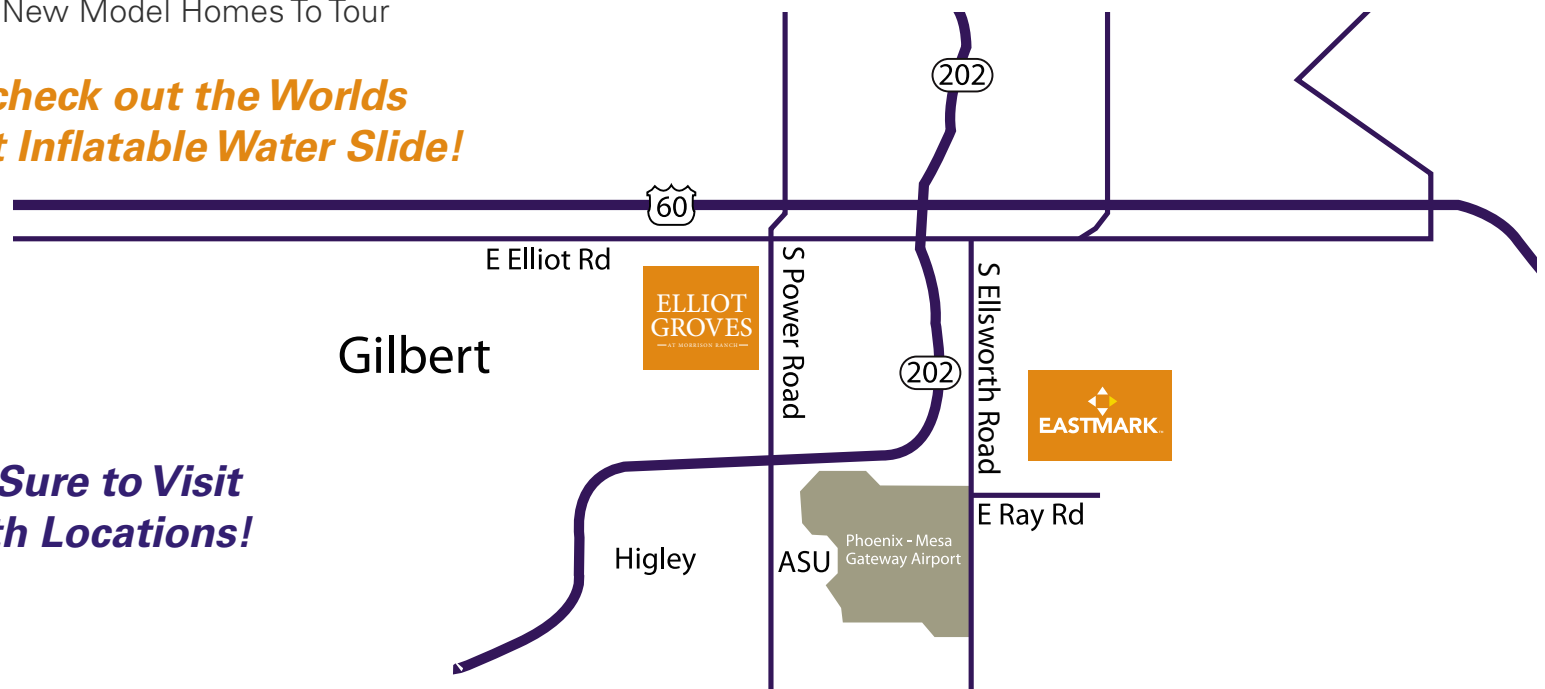 New Model Homes To Tour
check out the Worlds
t Inflatable Water Slide!
202
60
E Elliot Rd
S Power Road
S Ellsworth Road
ELLIOT
GROVES
AT MORRISON RANCH
Gilbert
202
EASTMARK
Sure to Visit
th Locations!
E Ray Rd
Higley
ASU
Phoenix - Mesa
Gateway Airport